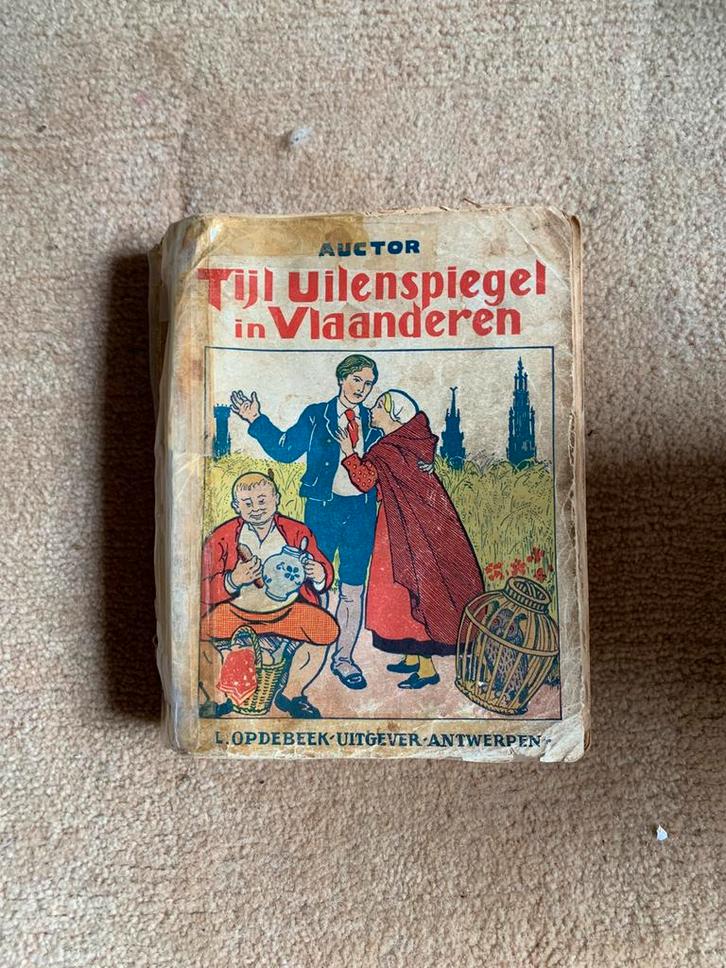 AUCTOR
Tijl Uilenspiegel
in Vlaanderen
L. OPDEBEEK-UITGEVER-ANTWERPEN-